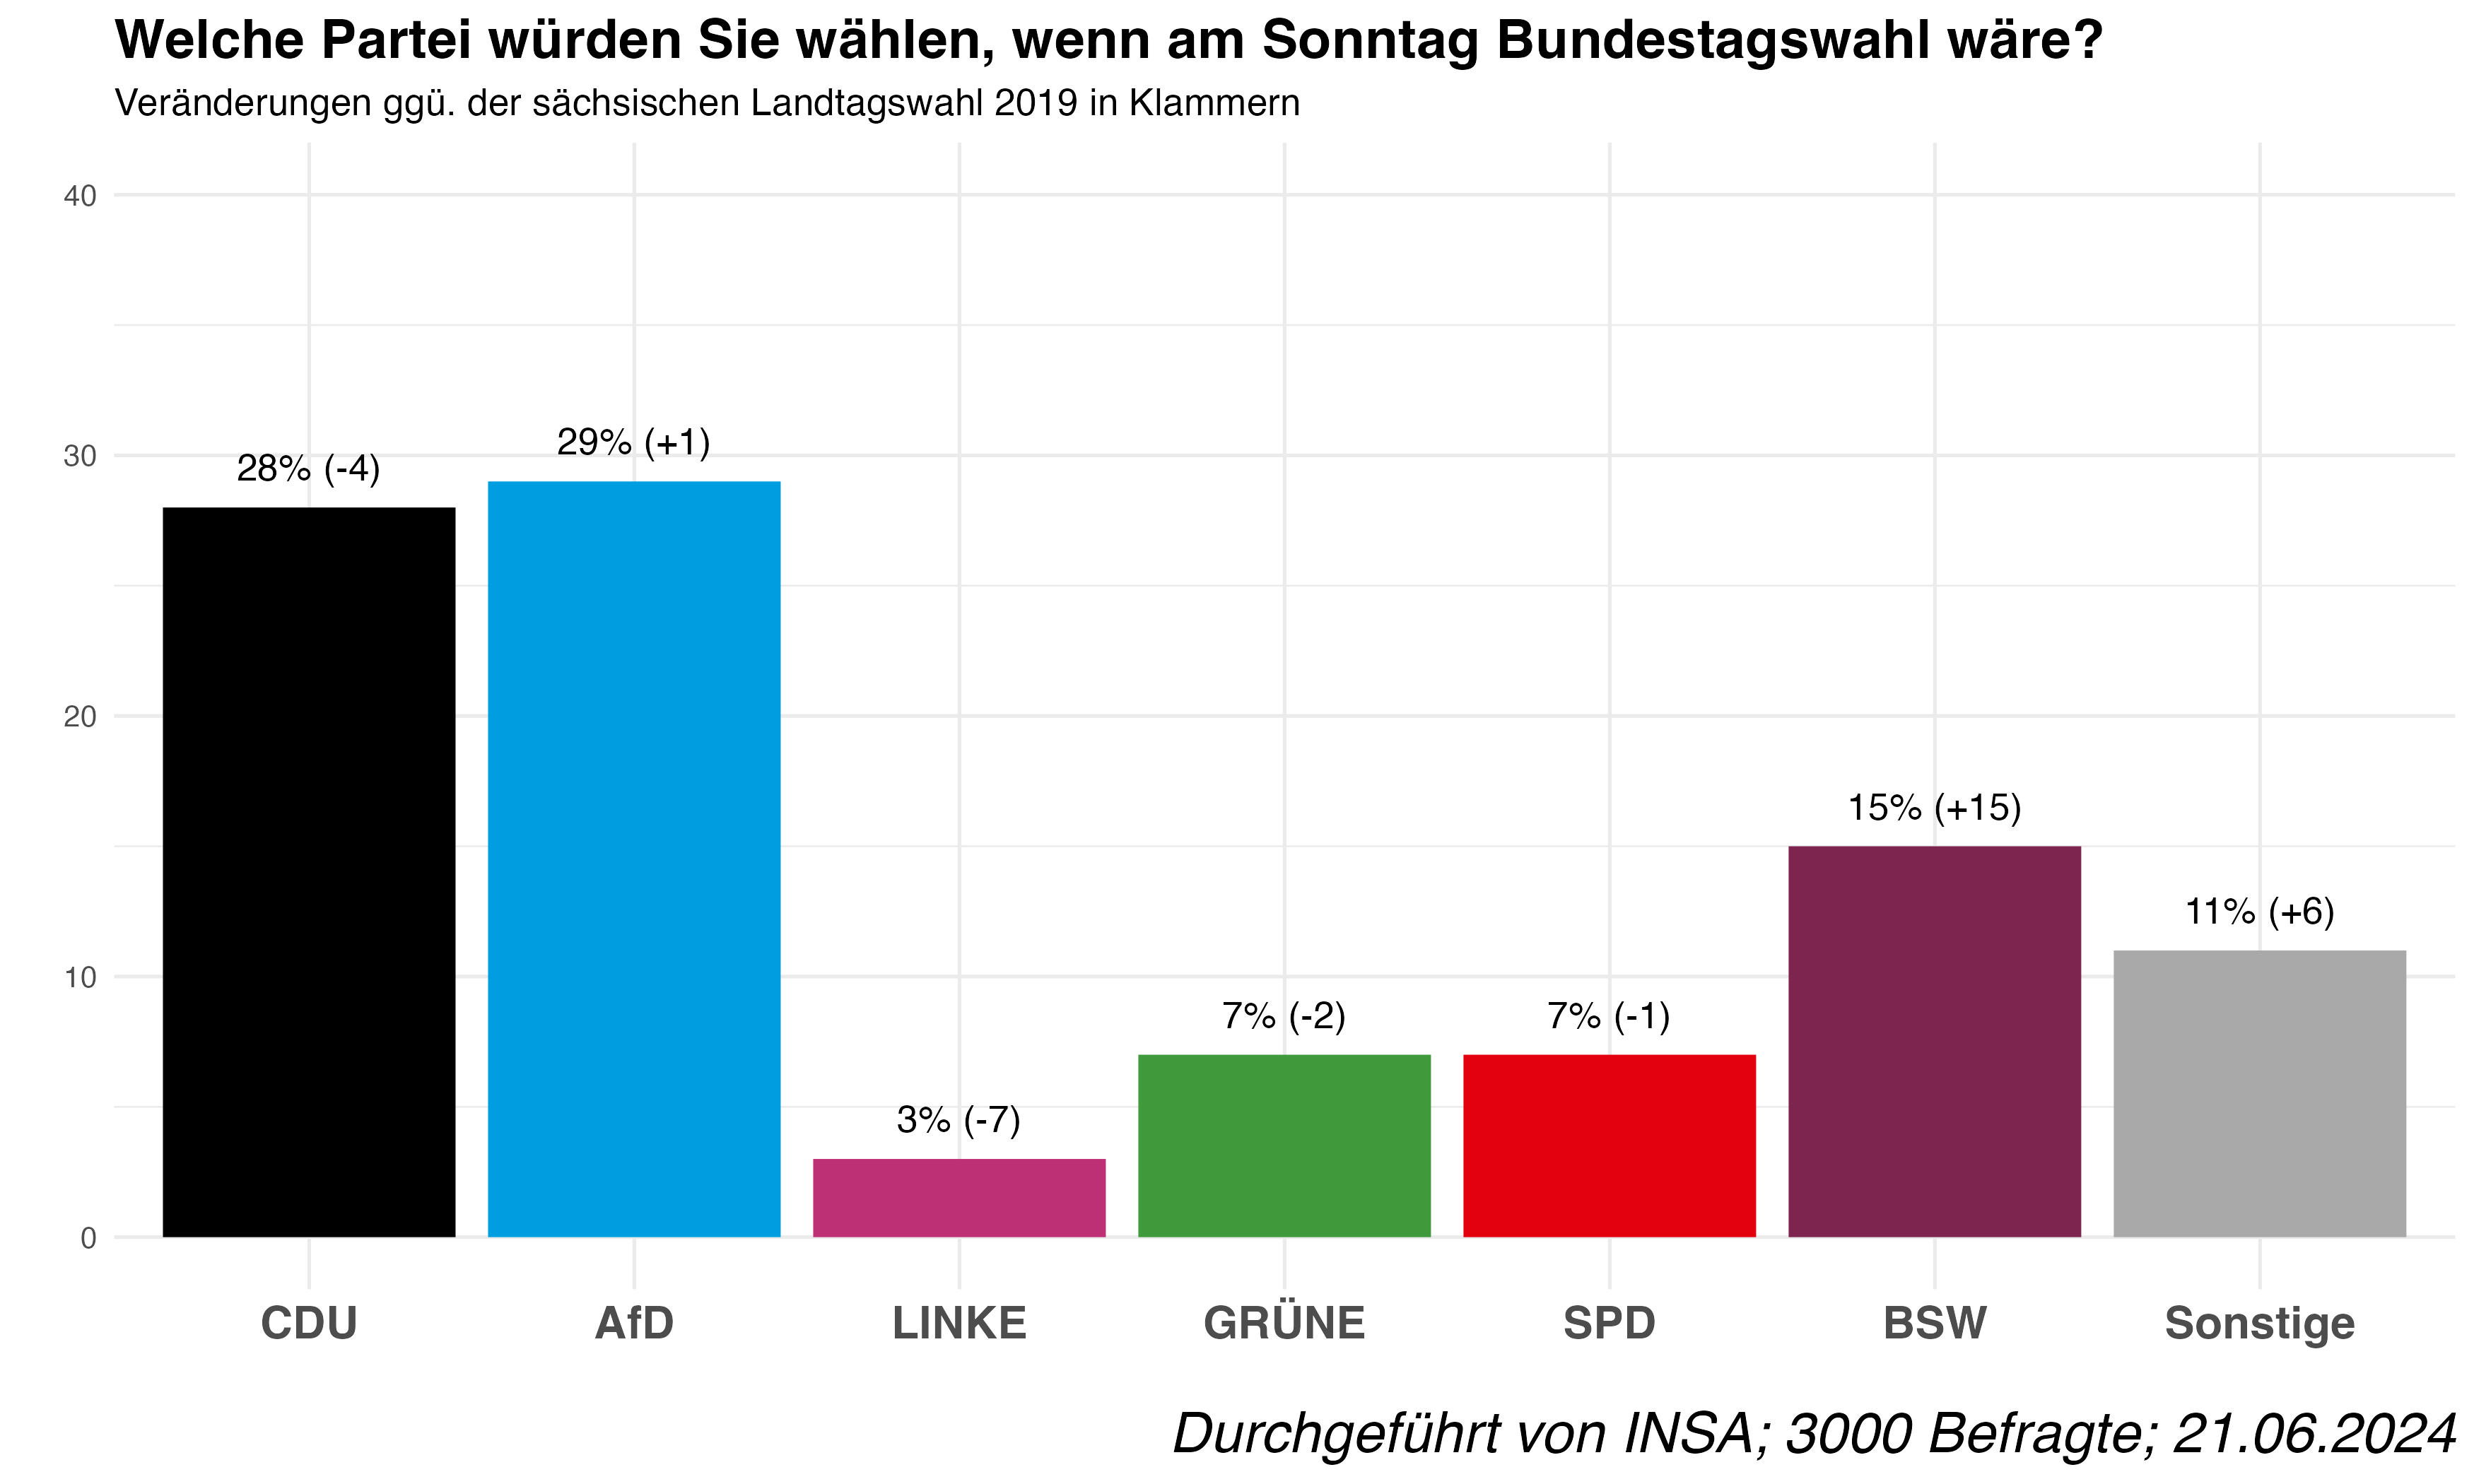 Welche Partei würden Sie wählen, wenn am Sonntag Bundestagswahl wäre?
Veränderungen ggü. der sächsischen Landtagswahl 2019 in Klammern
40
30
20
10
0
28% (-4)
29% (+1)
3% (-7)
7% (-2)
7% (-1)
15% (+15)
11% (+6)
CDU
AfD
LINKE
GRÜNE
SPD
BSW
Sonstige
Durchgeführt von INSA; 3000 Befragte; 21.06.2024